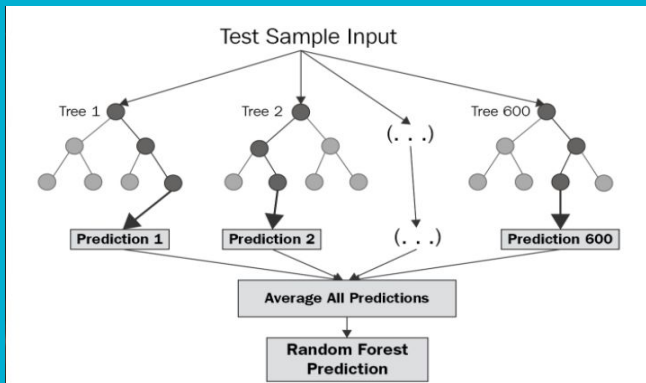 Test Sample Input
Tree 1
Tree 2
(. . .)
Tree 600
Prediction 1
Prediction 2
(. . .)
Prediction 600
Average All Predictions
Random Forest
Prediction